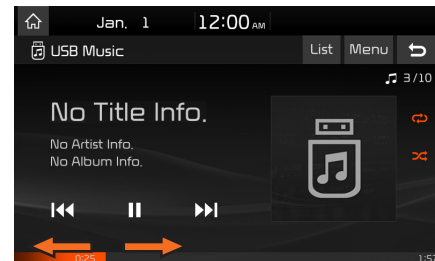 Jan. 1 12:00 AM
USB Music List Menu
3/10
No Title Info.
No Artist Info.
No Album Info.
0:25 1:57